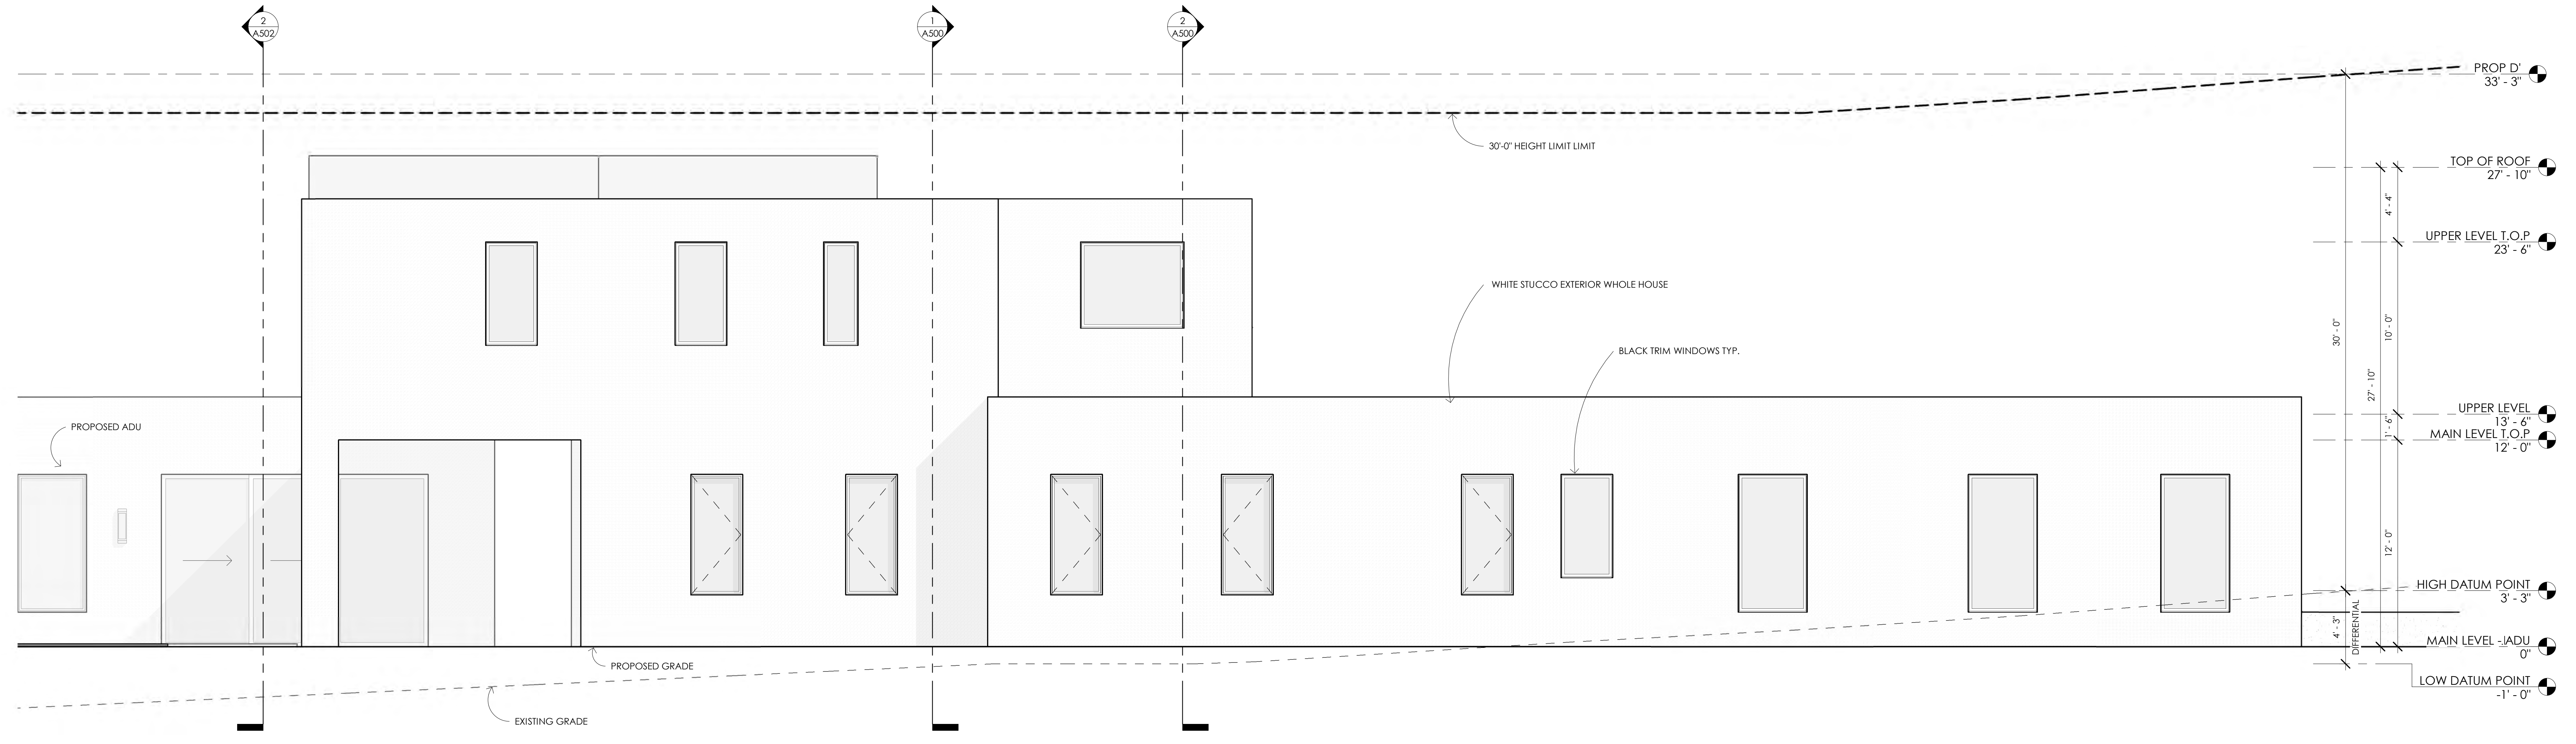 2
A502
1
A500
2
A500
PROP D'
33' - 3"
30'-0" HEIGHT LIMIT LIMIT
TOP OF ROOF
27' - 10"
4' - 4"
UPPER LEVEL T.O.P
23' - 6"
WHITE STUCCO EXTERIOR WHOLE HOUSE
30' - 0"
10' - 0"
BLACK TRIM WINDOWS TYP.
27' - 10"
UPPER LEVEL
13' - 6"
1' - 6"
MAIN LEVEL T.O.P
12' - 0"
PROPOSED ADU
12' - 0"
HIGH DATUM POINT
3' - 3"
4' - 3"
DIFFERENTIAL
MAIN LEVEL - JADU
0"
PROPOSED GRADE
LOW DATUM POINT
-1' - 0"
EXISTING GRADE